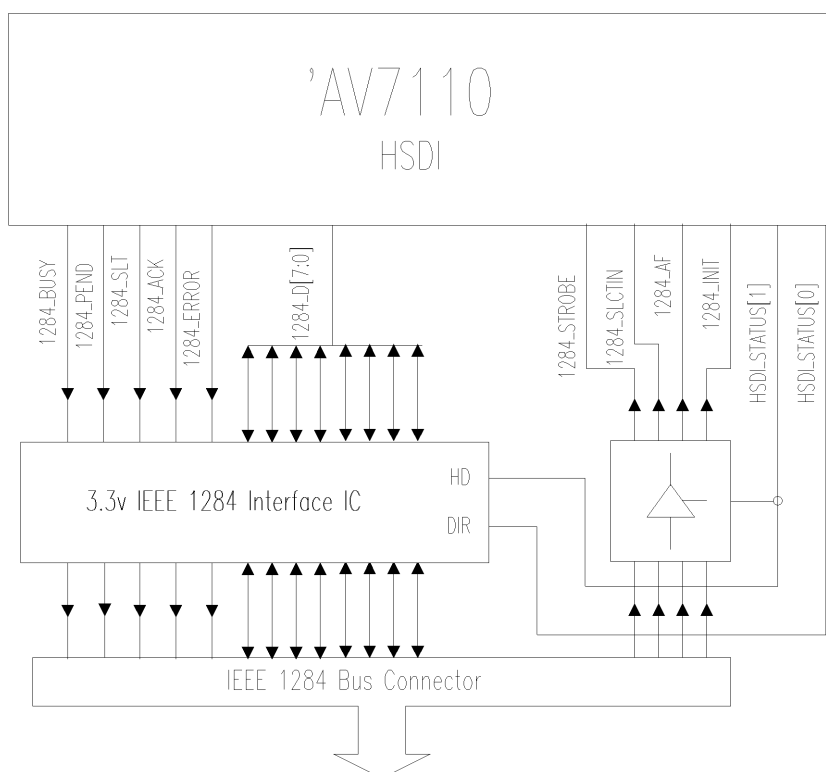 'AV7110
HSDI
1284_BUSY
1284_PEND
1284_SLT
1284_ACK
1284_ERROR
1284_D[7:0]
1284_STROBE
1284_SLCTIN
1284_AF
1284_INIT
HSDI_STATUS[1]
HSDI_STATUS[0]
3.3v IEEE 1284 Interface IC
HD
DIR
IEEE 1284 Bus Connector